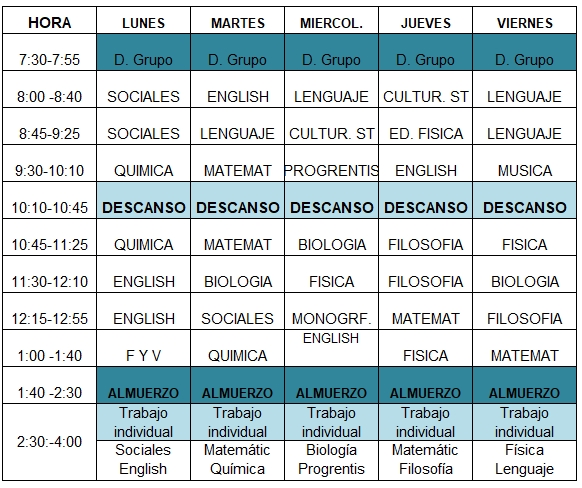 HORA LUNES MARTES MIERCOL. JUEVES VIERNES
7:30-7:55 D. Grupo D. Grupo D. Grupo D. Grupo D. Grupo
8:00 -8:40 SOCIALES ENGLISH LENGUAJE CULTUR. ST LENGUAJE
8:45-9:25 SOCIALES LENGUAJE CULTUR. ST ED. FISICA LENGUAJE
9:30-10:10 QUIMICA MATEMAT PROGRENTIS ENGLISH MUSICA
10:10-10:45 DESCANSO DESCANSO DESCANSO DESCANSO DESCANSO
10:45-11:25 QUIMICA MATEMAT BIOLOGIA FILOSOFIA FISICA
11:30-12:10 ENGLISH BIOLOGIA FISICA FILOSOFIA BIOLOGIA
12:15-12:55 ENGLISH SOCIALES MONOGRF. MATEMAT FILOSOFIA
1:00 -1:40 F Y V QUIMICA ENGLISH FISICA MATEMAT
1:40 -2:30 ALMUERZO ALMUERZO ALMUERZO ALMUERZO ALMUERZO
2:30:-4:00 Trabajo Trabajo Trabajo Trabajo Trabajo
individual individual individual individual individual
Sociales Matemátic Biología Matemátic Física
English Química Progrentis Filosofía Lenguaje